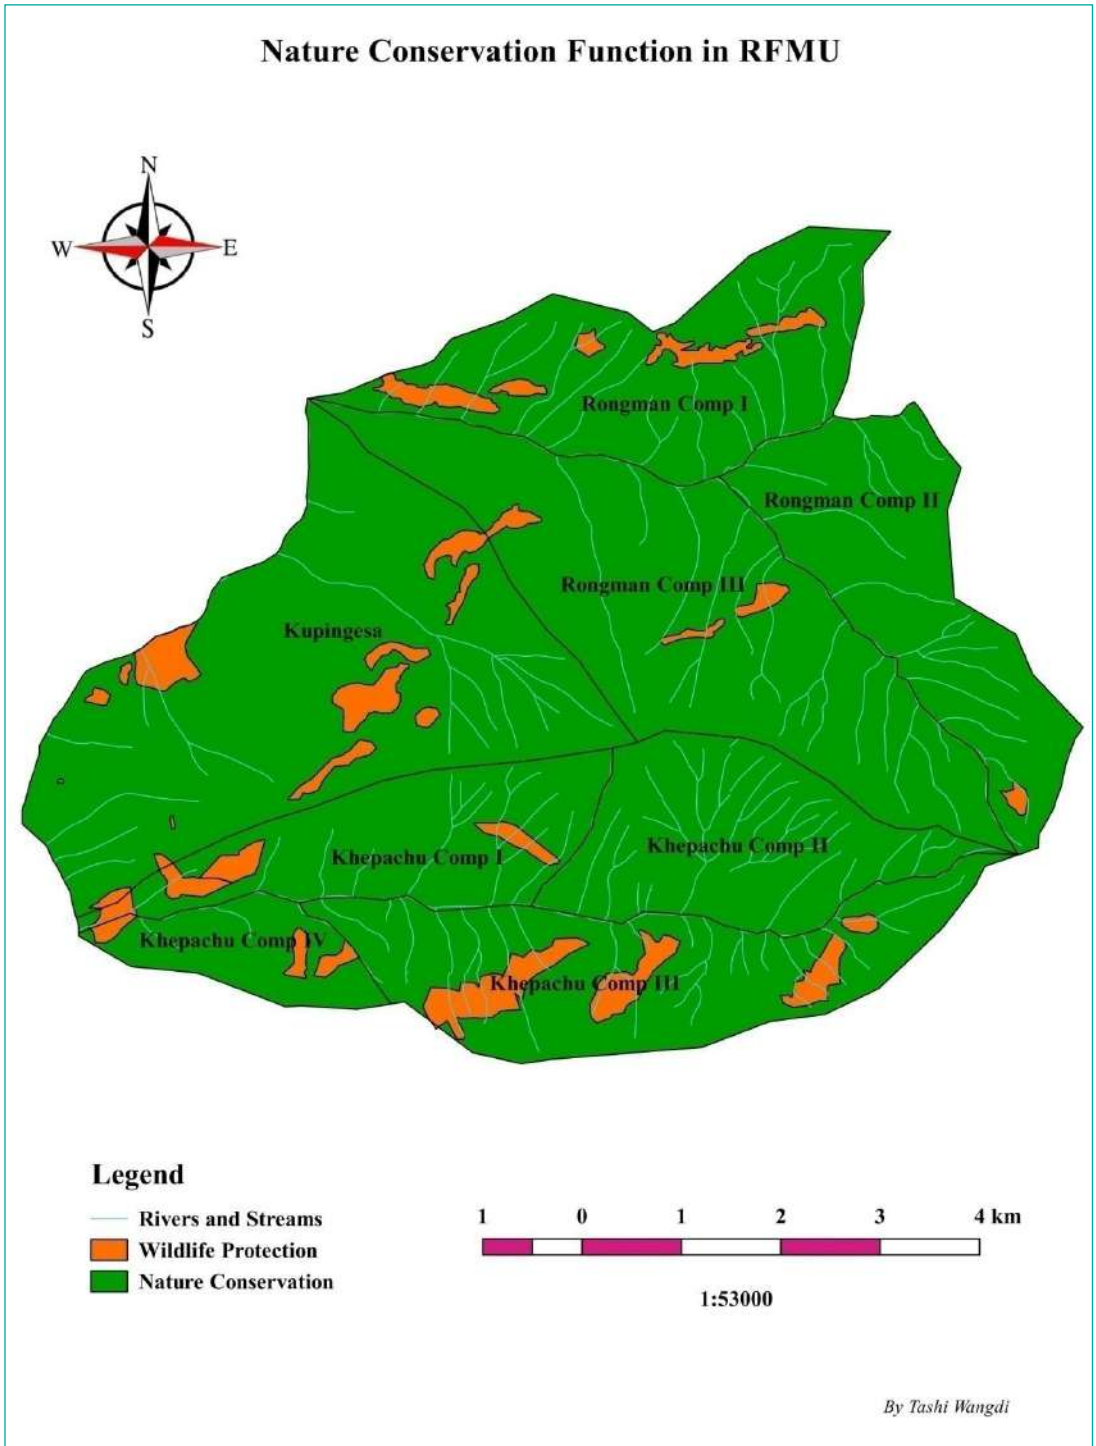 Nature Conservation Function in RFMU
N
W E
S
Rongman Comp I
Rongman Comp II
Rongman Comp III
Kupingesa
Khepachu Comp II
Khepachu Comp I
Khepachu Comp IV
Khepachu Comp III
Legend
Rivers and Streams
Wildlife Protection
Nature Conservation
1 0 1 2 3 4 km
1:53000
By Tashi Wangdi